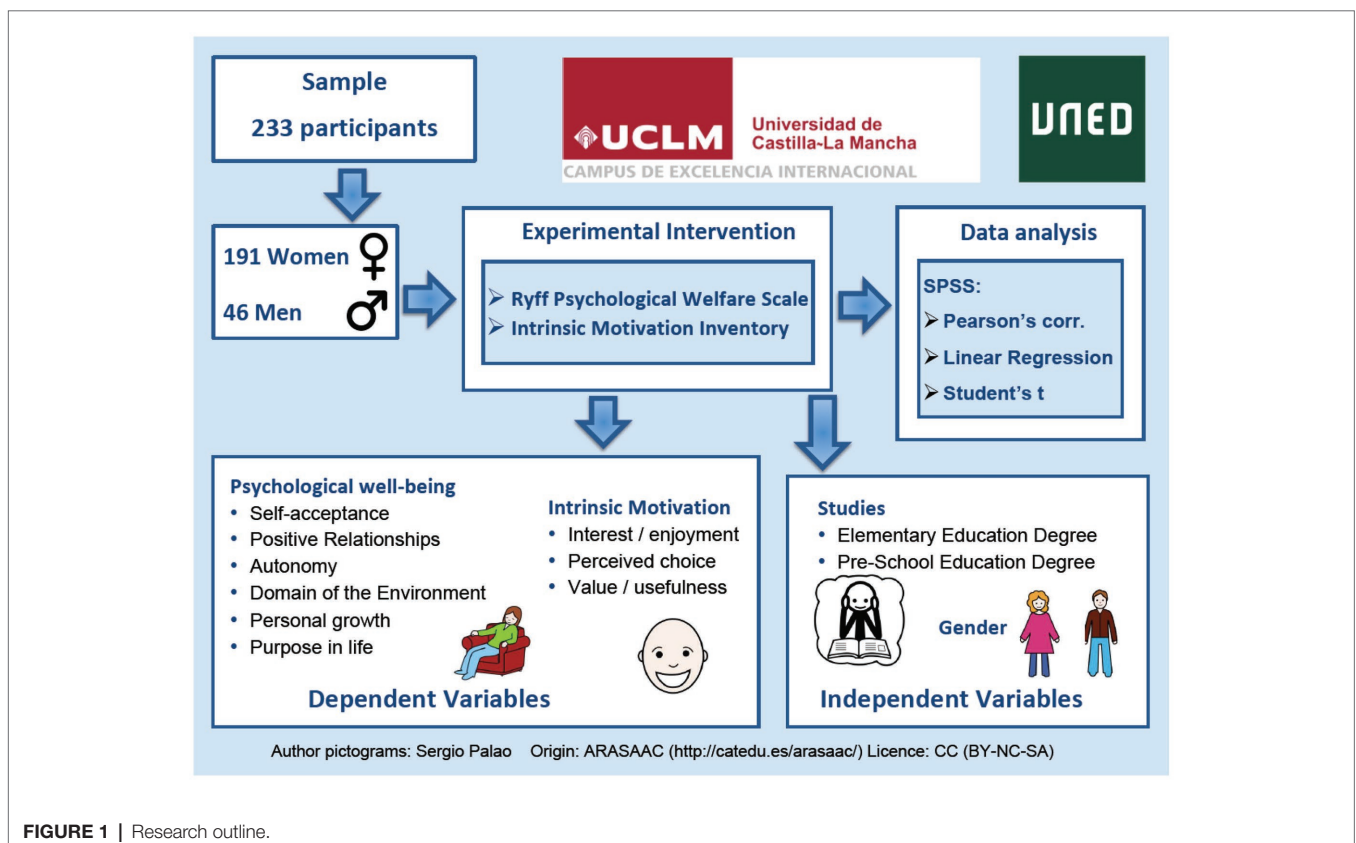 Sample
233 participants
UCLM
Universidad de
Castilla-La Mancha
CAMPUS DE EXCELENCIA INTERNACIONAL
UNED
191 Women
46 Men
Experimental Intervention
➢ Ryff Psychological Welfare Scale
➢ Intrinsic Motivation Inventory
Data analysis
SPSS:
➢ Pearson's corr.
➢ Linear Regression
➢ Student's t
Psychological well-being
• Self-acceptance
• Positive Relationships
• Autonomy
• Domain of the Environment
• Personal growth
• Purpose in life
Intrinsic Motivation
• Interest / enjoyment
• Perceived choice
• Value / usefulness
Dependent Variables
Studies
• Elementary Education Degree
• Pre-School Education Degree
Gender
Independent Variables
Author pictograms: Sergio Palao Origin: ARASAAC (http://catedu.es/arasaac/) Licence: CC (BY-NC-SA)
FIGURE 1 | Research outline.